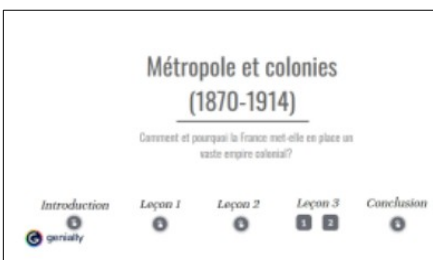 Métropole et colonies
(1870-1914)
Comment et pourquoi la France met-elle en place un
vaste empire colonial?
Introduction Leçon 1 Leçon 2 Leçon 3 Conclusion
1 2
genially